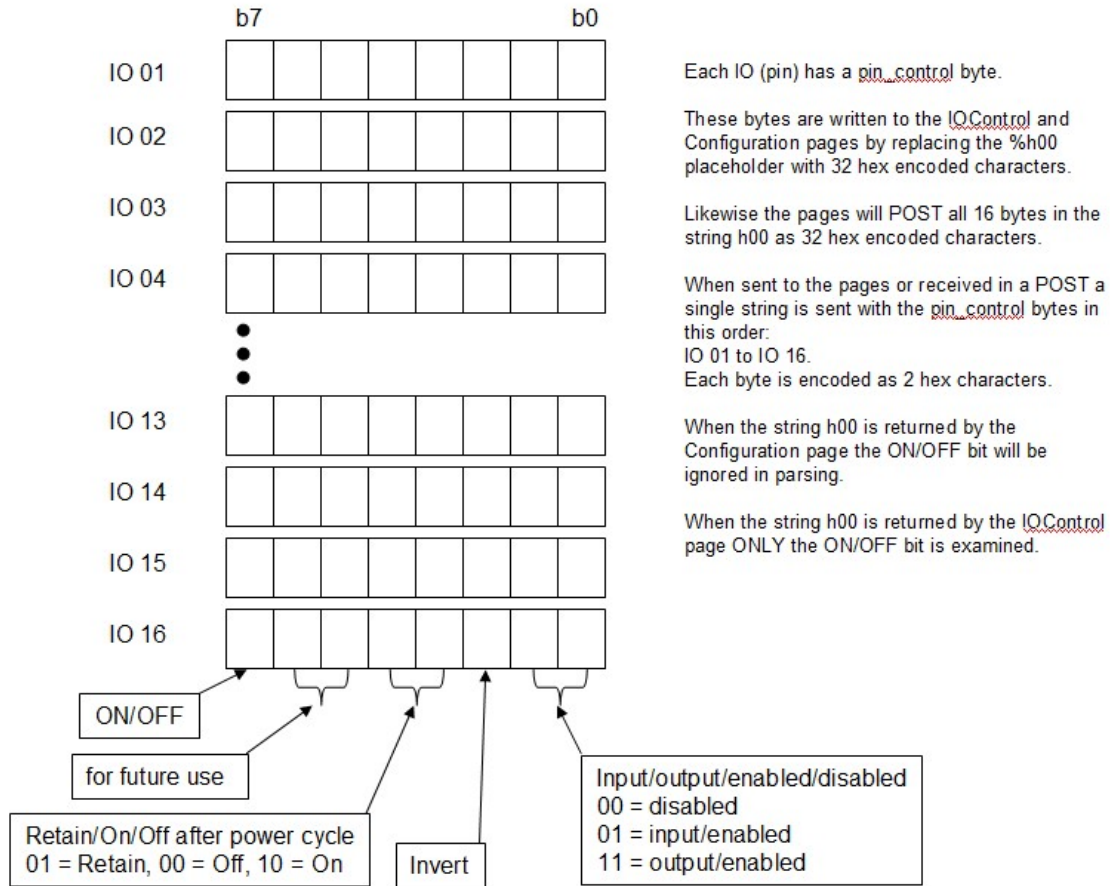 b7 b0
IO 01
IO 02
IO 03
IO 04
IO 13
IO 14
IO 15
IO 16
Each IO (pin) has a pin_control byte.
These bytes are written to the IOControl and
Configuration pages by replacing the %h00
placeholder with 32 hex encoded characters.
Likewise the pages will POST all 16 bytes in the
string h00 as 32 hex encoded characters.
When sent to the pages or received in a POST a
single string is sent with the pin_control bytes in
this order:
IO 01 to IO 16.
Each byte is encoded as 2 hex characters.
When the string h00 is returned by the
Configuration page the ON/OFF bit will be
ignored in parsing.
When the string h00 is returned by the IOControl
page ONLY the ON/OFF bit is examined.
ON/OFF
for future use
Retain/On/Off after power cycle
01 = Retain, 00 = Off, 10 = On
Invert
Input/output/enabled/disabled
00 = disabled
01 = input/enabled
11 = output/enabled